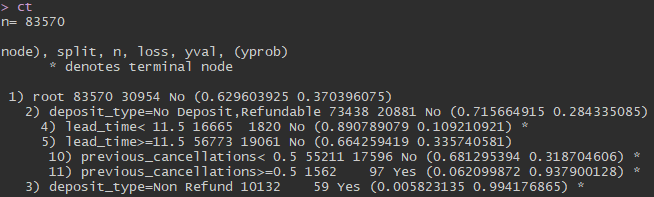 > ct
n= 83570
node), split, n, loss, yval, (yprob)
* denotes terminal node
1) root 83570 30954 No (0.629603925 0.370396075)
2) deposit_type=No Deposit,Refundable 73438 20881 No (0.715664915 0.284335085)
4) lead_time< 11.5 16665 1820 No (0.890789079 0.109210921) *
5) lead_time>=11.5 56773 19061 No (0.664259419 0.335740581)
10) previous_cancellations< 0.5 55211 17596 No (0.681295394 0.318704606) *
11) previous_cancellations>=0.5 1562 97 Yes (0.062099872 0.937900128) *
3) deposit_type=Non Refund 10132 59 Yes (0.005823135 0.994176865) *